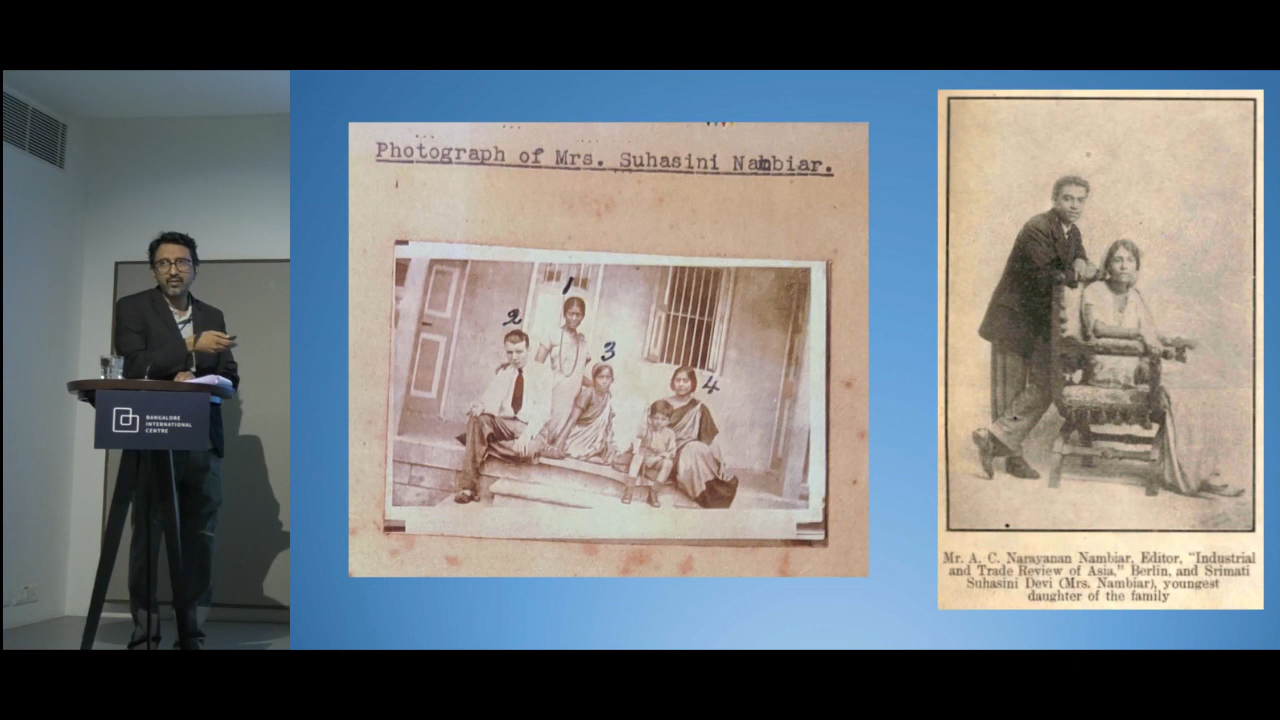 BANGALORE
INTERNATIONAL
CENTRE
Photograph of Mrs. Suhasini Nambiar.
1
2
3
4
Mr. A. C. Narayanan Nambiar, Editor, "Industrial
and Trade Review of Asia," Berlin, and Srimati
Suhasini Devi (Mrs. Nambiar), youngest
daughter of the family